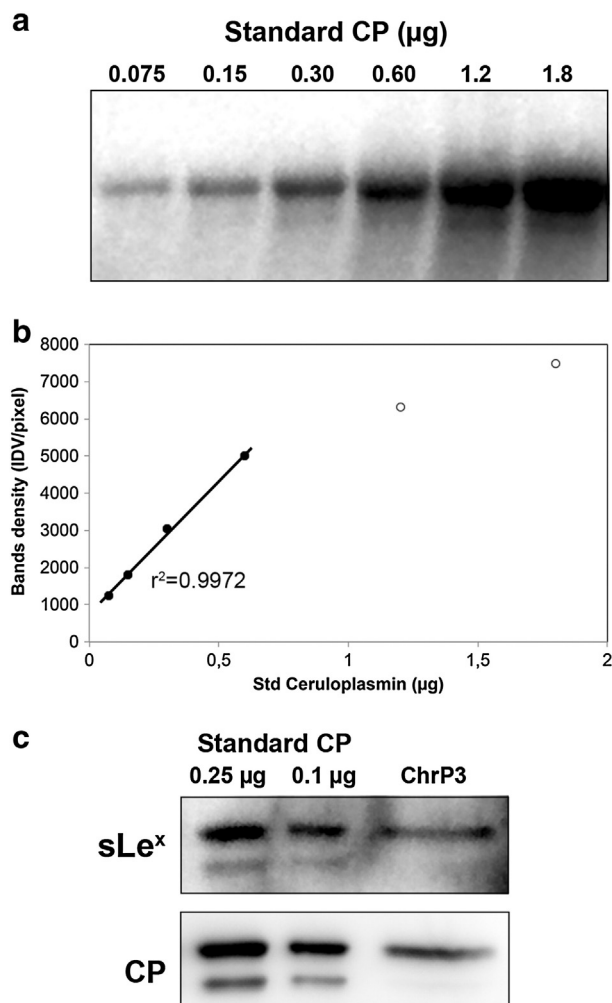 a
Standard CP (µg)
0.075 0.15 0.30 0.60 1.2 1.8
b
8000
7000
6000
5000
4000
3000
2000
1000
0
Bands density (IDV/pixel)
r²=0.9972
0 0,5 1 1,5 2
Std Ceruloplasmin (µg)
c
Standard CP
0.25 µg 0.1 µg ChrP3
sLeˣ
CP